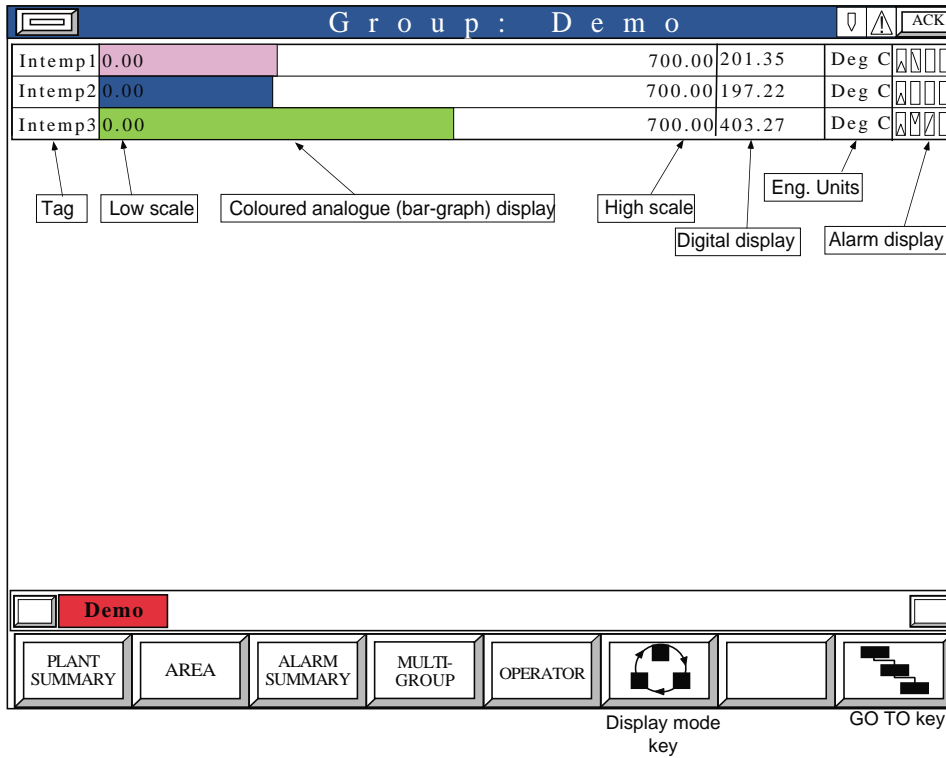 Group: Demo ACK
Intemp1 0.00 700.00 201.35 Deg C
Intemp2 0.00 700.00 197.22 Deg C
Intemp3 0.00 700.00 403.27 Deg C
Tag Low scale Coloured analogue (bar-graph) display High scale Eng. Units
Digital display Alarm display
Demo
PLANT SUMMARY AREA ALARM SUMMARY MULTI-GROUP OPERATOR
Display mode key
GO TO key